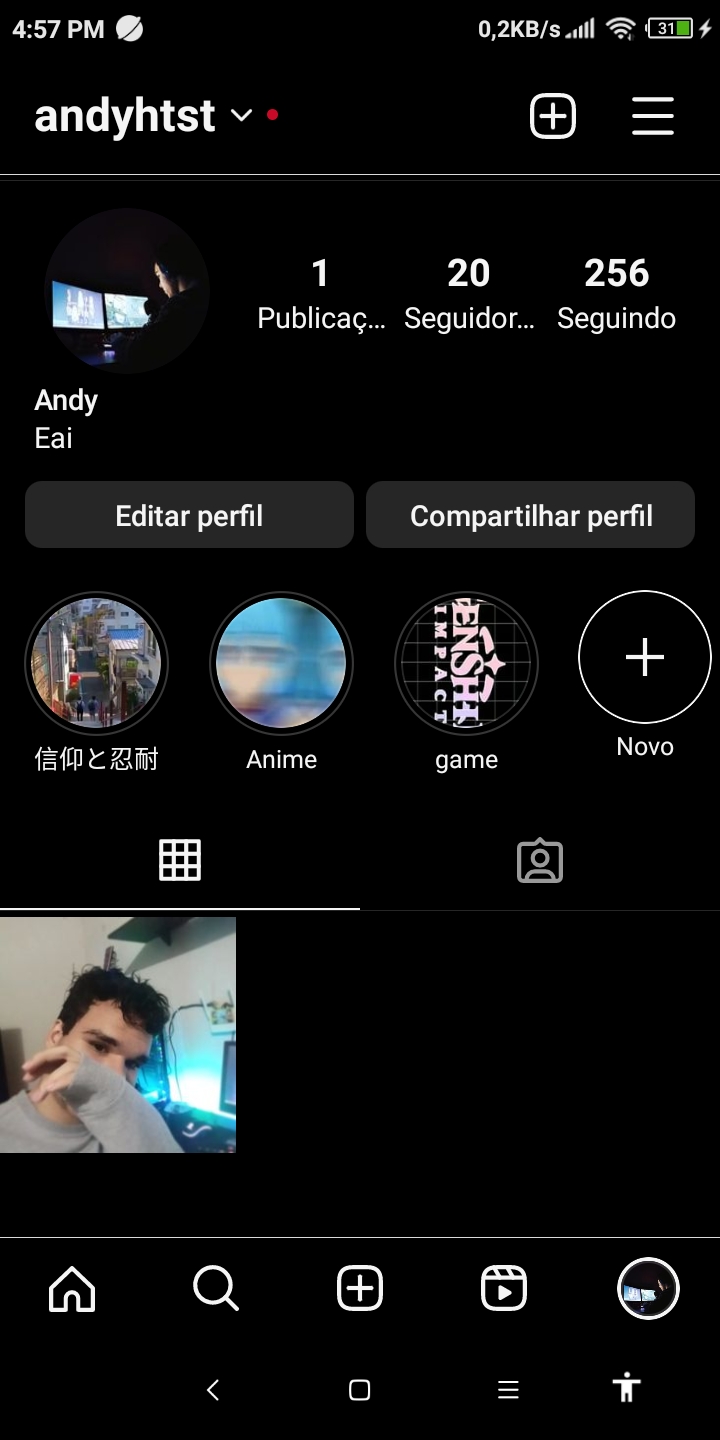 4:57 PM 0,2KB/s 31
andyhtst
1 20 256
Publicaç... Seguidor... Seguindo
Andy
Eai
Editar perfil Compartilhar perfil
ENSHI
IMPACT
信仰と忍耐 Anime game Novo